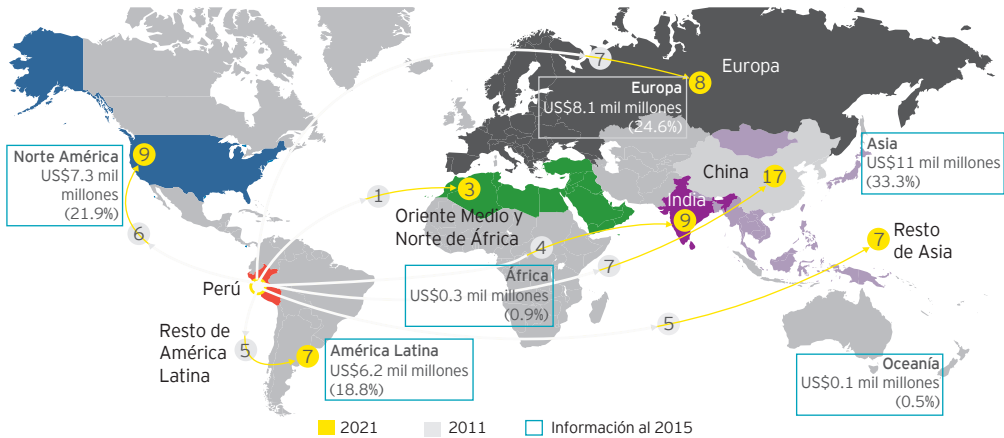 7
Europa
8
Europa
US$8.1 mil millones
(24.6%)
Norte América
US$7.3 mil
millones
(21.9%)
9
Asia
US$11 mil millones
(33.3%)
China
17
1
3
India
9
Oriente Medio y
Norte de África
6
4
7
Resto
de Asia
7
África
US$0.3 mil millones
(0.9%)
Perú
5
Resto de
América
Latina
5
7
América Latina
US$6.2 mil millones
(18.8%)
Oceanía
US$0.1 mil millones
(0.5%)
2021
2011
Información al 2015